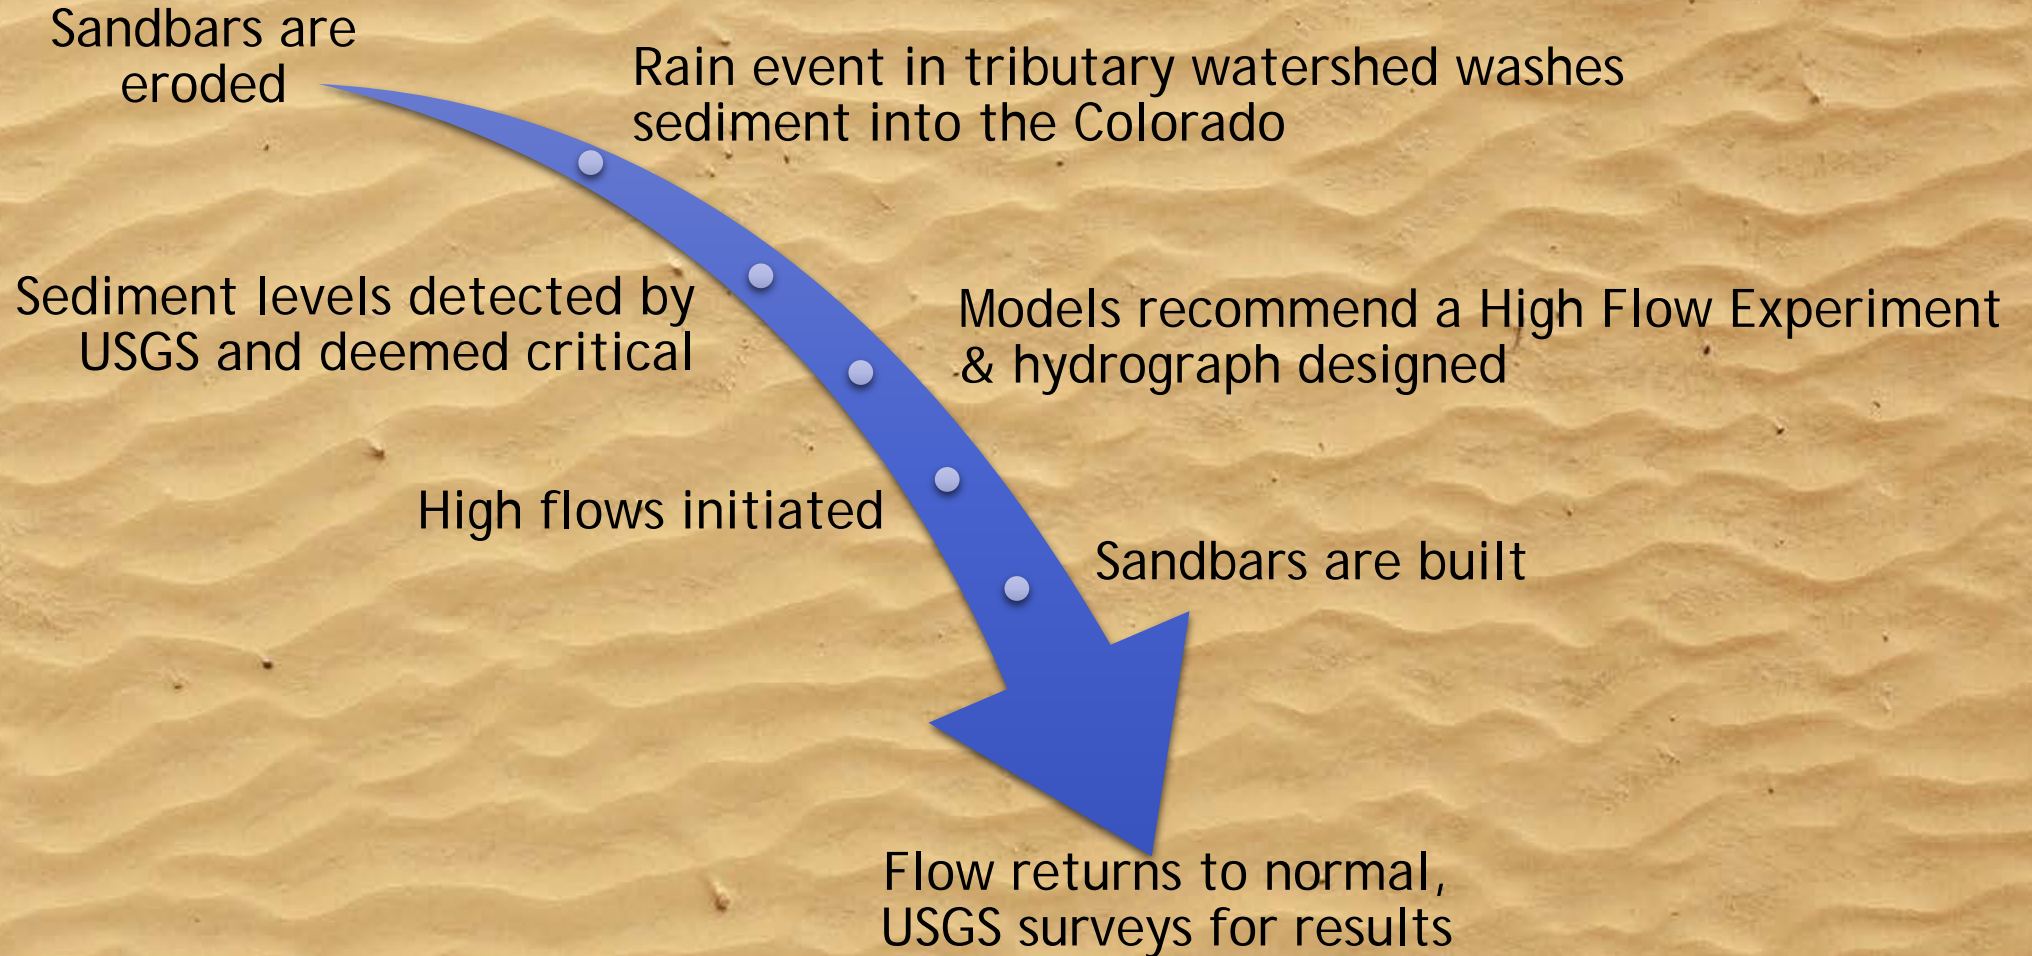 Sandbars are
eroded
Rain event in tributary watershed washes
sediment into the Colorado
Sediment levels detected by
USGS and deemed critical
Models recommend a High Flow Experiment
& hydrograph designed
High flows initiated
Sandbars are built
Flow returns to normal,
USGS surveys for results